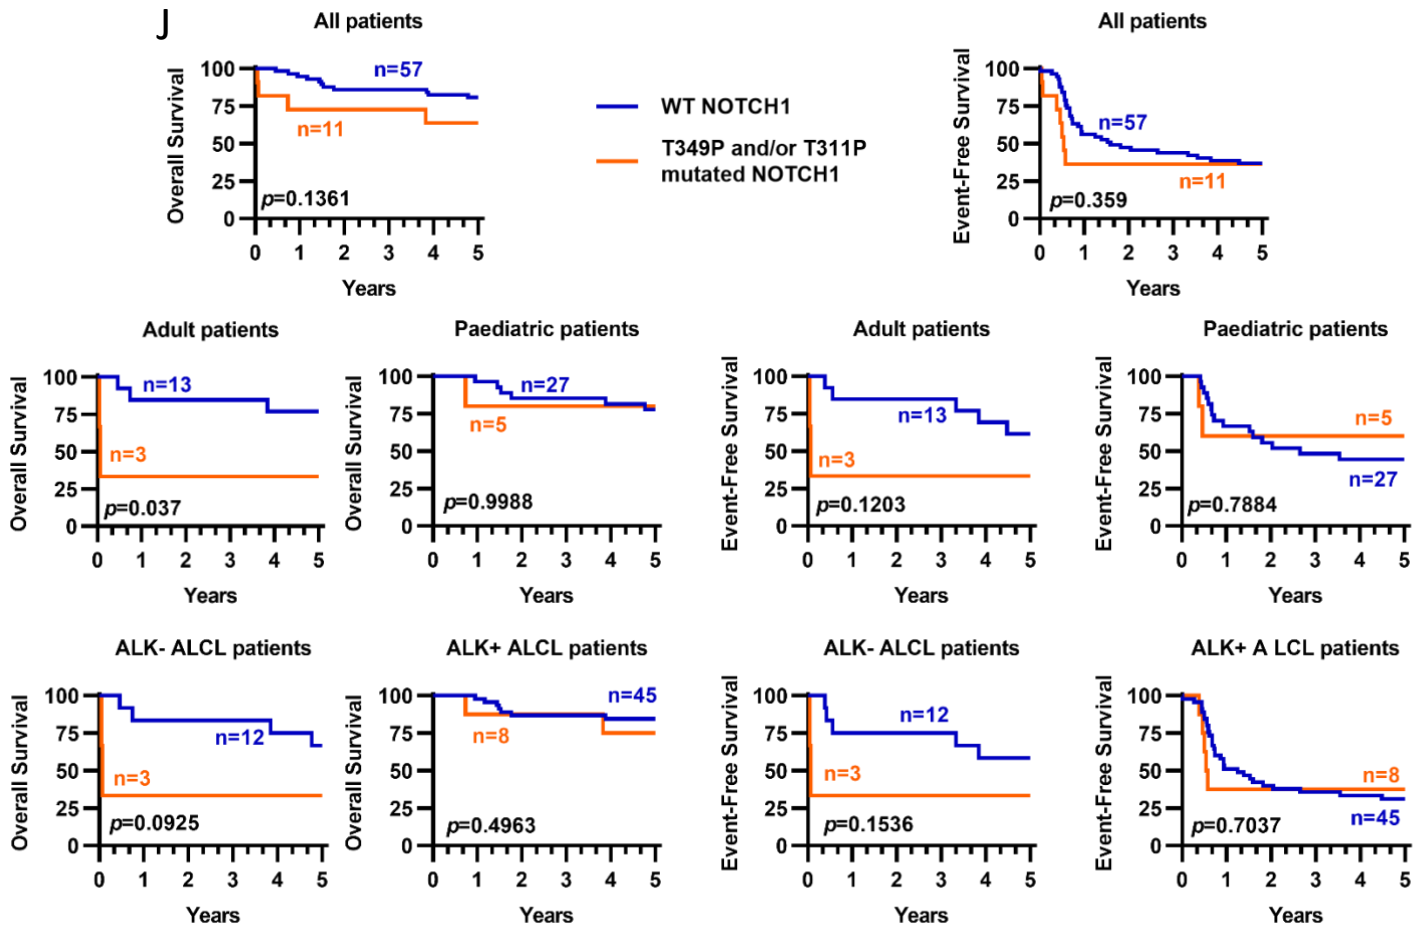 J
All patients
Overall Survival
100
75
50
25
0
n=57
n=11
p=0.1361
0 1 2 3 4 5
Years
WT NOTCH1
T349P and/or T311P
mutated NOTCH1
All patients
Event-Free Survival
100
75
50
25
0
n=57
n=11
p=0.359
0 1 2 3 4 5
Years
Adult patients
Overall Survival
100
75
50
25
0
n=13
n=3
p=0.037
0 1 2 3 4 5
Years
Paediatric patients
Overall Survival
100
75
50
25
0
n=27
n=5
p=0.9988
0 1 2 3 4 5
Years
Adult patients
Event-Free Survival
100
75
50
25
0
n=13
n=3
p=0.1203
0 1 2 3 4 5
Years
Paediatric patients
Event-Free Survival
100
75
50
25
0
n=5
n=27
p=0.7884
0 1 2 3 4 5
Years
ALK- ALCL patients
Overall Survival
100
75
50
25
0
n=12
n=3
p=0.0925
0 1 2 3 4 5
Years
ALK+ ALCL patients
Overall Survival
100
75
50
25
0
n=45
n=8
p=0.4963
0 1 2 3 4 5
Years
ALK- ALCL patients
Event-Free Survival
100
75
50
25
0
n=12
n=3
p=0.1536
0 1 2 3 4 5
Years
ALK+ A LCL patients
Event-Free Survival
100
75
50
25
0
n=8
n=45
p=0.7037
0 1 2 3 4 5
Years